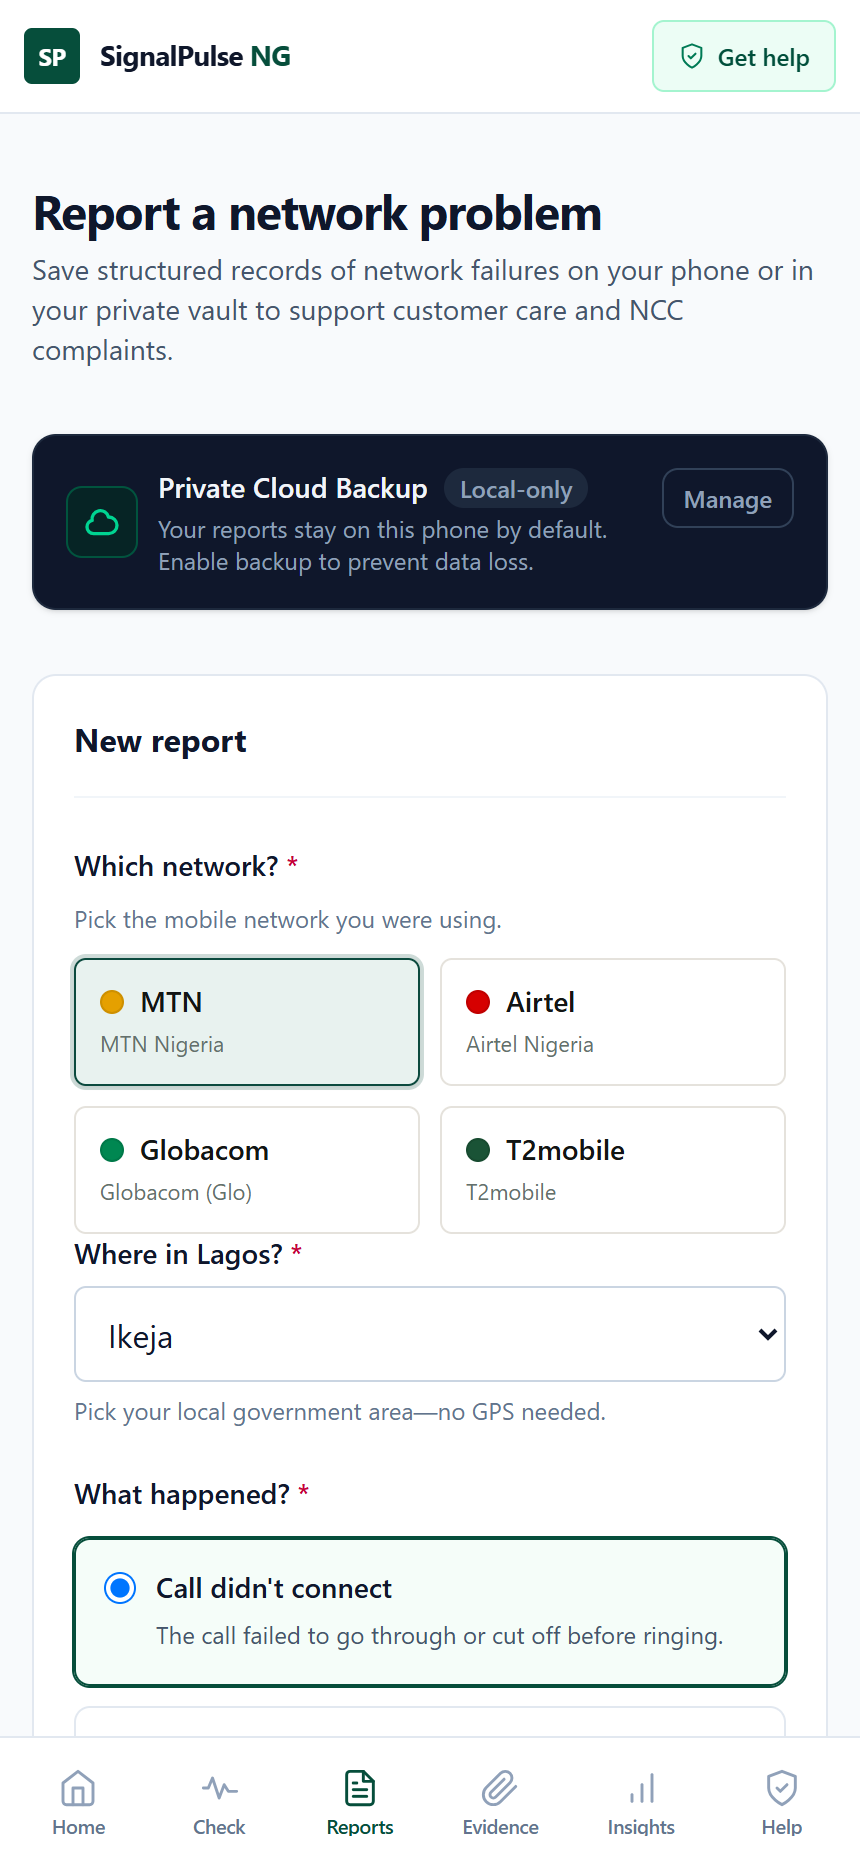 SP SignalPulse NG
Get help
Report a network problem
Save structured records of network failures on your phone or in
your private vault to support customer care and NCC
complaints.
Private Cloud Backup Local-only
Manage
Your reports stay on this phone by default.
Enable backup to prevent data loss.
New report
Which network? *
Pick the mobile network you were using.
MTN
MTN Nigeria
Airtel
Airtel Nigeria
Globacom
Globacom (Glo)
T2mobile
T2mobile
Where in Lagos? *
Ikeja
Pick your local government area—no GPS needed.
What happened? *
Call didn't connect
The call failed to go through or cut off before ringing.
Home
Check
Reports
Evidence
Insights
Help